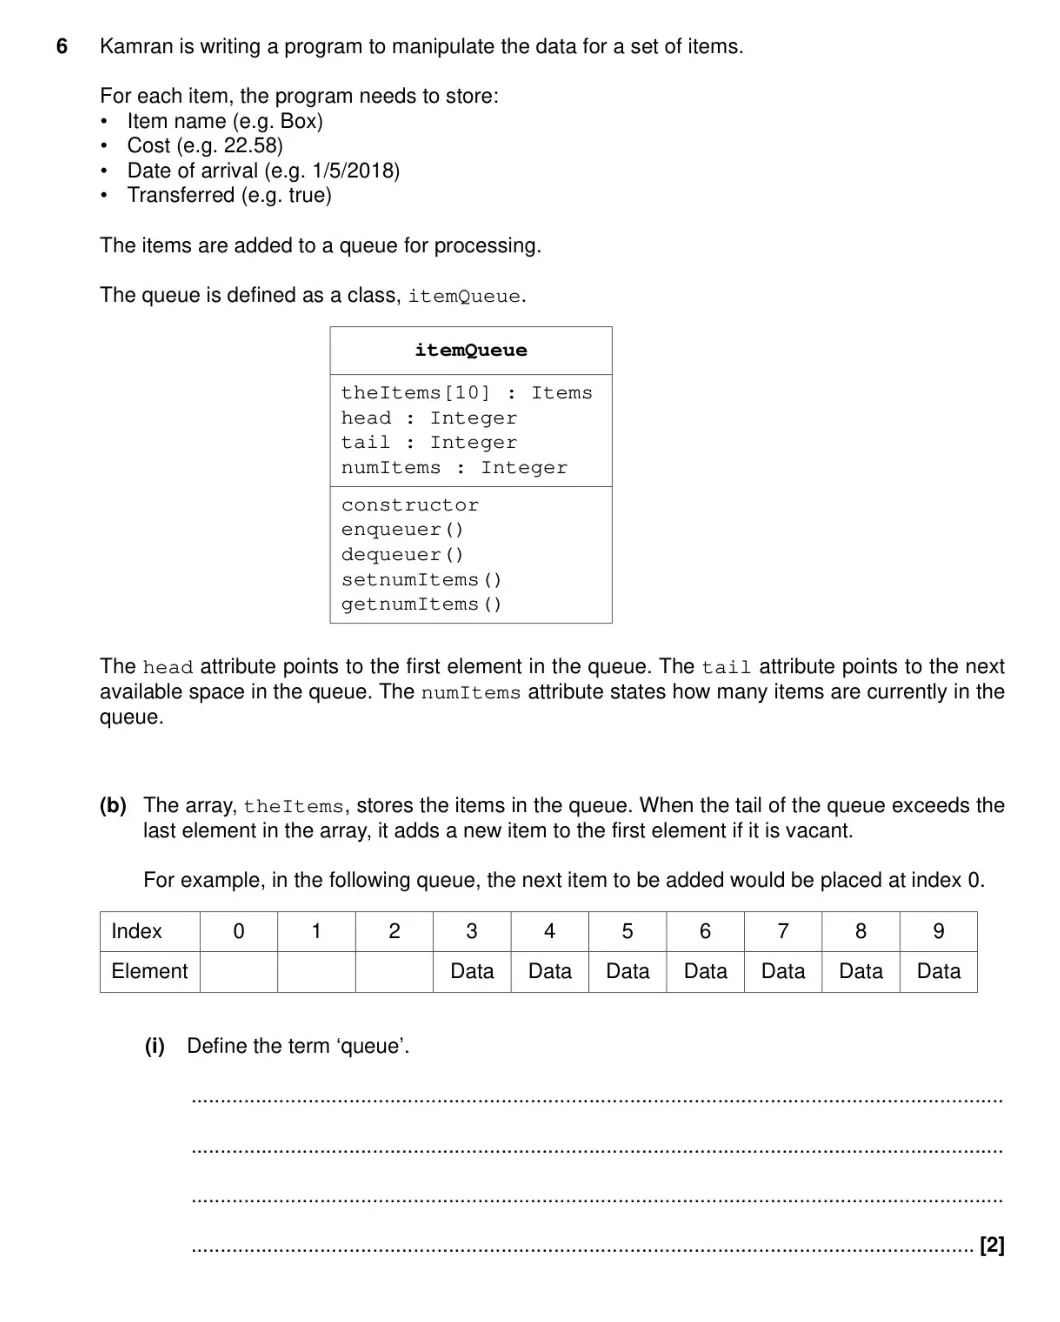 6 Kamran is writing a program to manipulate the data for a set of items.
For each item, the program needs to store:
• Item name (e.g. Box)
• Cost (e.g. 22.58)
• Date of arrival (e.g. 1/5/2018)
• Transferred (e.g. true)
The items are added to a queue for processing.
The queue is defined as a class, itemQueue.
itemQueue
theItems[10] : Items
head : Integer
tail : Integer
numItems : Integer
constructor
enqueuer()
dequeuer()
setnumItems()
getnumItems()
The head attribute points to the first element in the queue. The tail attribute points to the next
available space in the queue. The numItems attribute states how many items are currently in the
queue.
(b) The array, theItems, stores the items in the queue. When the tail of the queue exceeds the
last element in the array, it adds a new item to the first element if it is vacant.
For example, in the following queue, the next item to be added would be placed at index 0.
Index 0 1 2 3 4 5 6 7 8 9
Element Data Data Data Data Data Data Data
(i) Define the term ‘queue’.
[2]